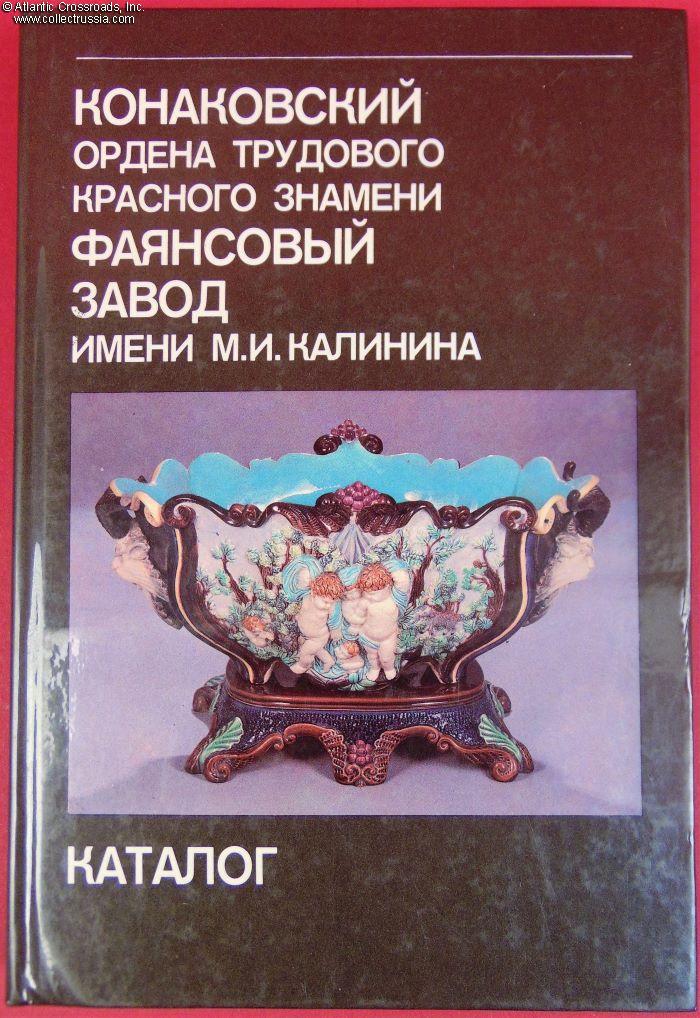 © Atlantic Crossroads, Inc.
www.collectrussia.com
КОНАКОВСКИЙ
ОРДЕНА ТРУДОВОГО
КРАСНОГО ЗНАМЕНИ
ФАЯНСОВЫЙ
ЗАВОД
ИМЕНИ М.И.КАЛИНИНА
КАТАЛОГ